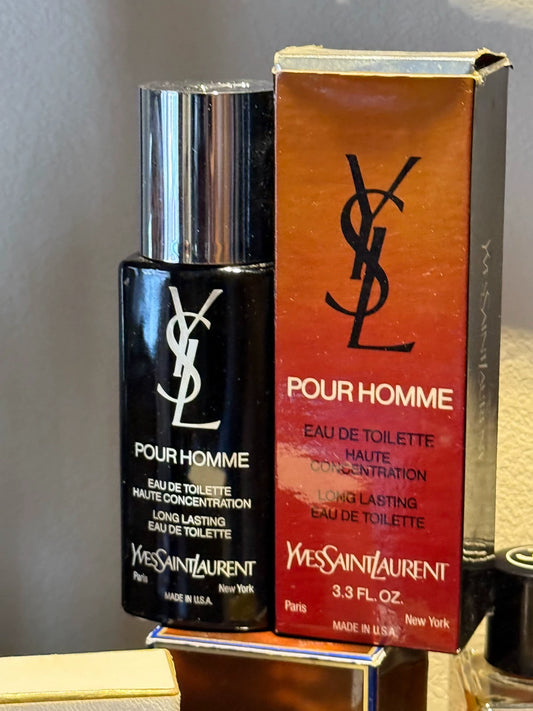 YSL
POUR HOMME
EAU DE TOILETTE
HAUTE CONCENTRATION
LONG LASTING
EAU DE TOILETTE
YVESSAINTLAURENT
Paris
New York
MADE IN U.S.A.
YSL
POUR HOMME
EAU DE TOILETTE
HAUTE
CONCENTRATION
LONG LASTING
EAU DE TOILETTE
YVESSAINTLAURENT
3.3 FL. OZ.
Paris
New York
MADE IN U.S.A.
YVESSAINTLAURENT